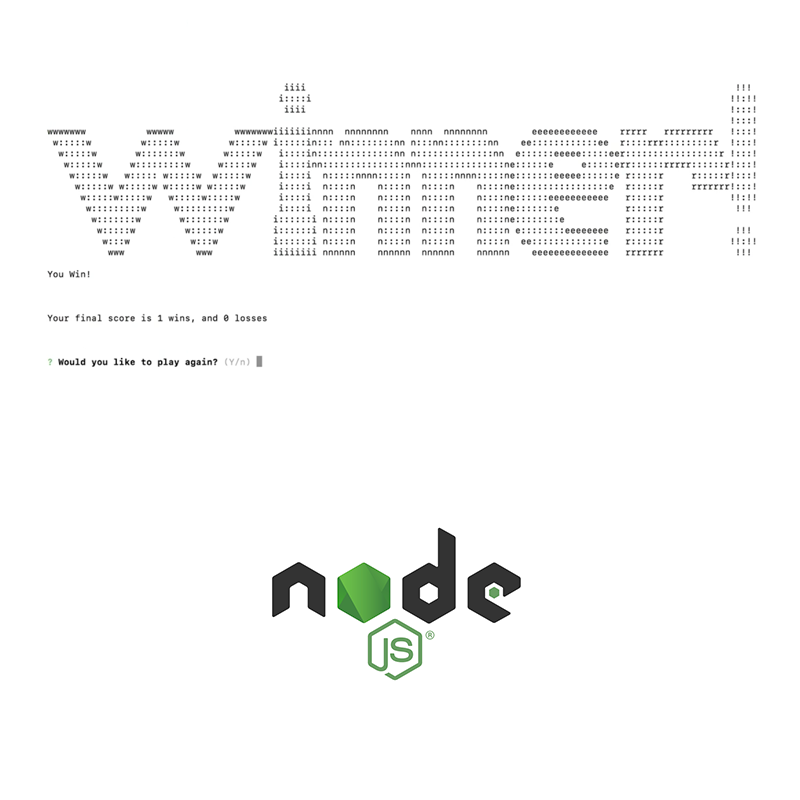 winner!
You Win!
Your final score is 1 wins, and 0 losses
? Would you like to play again? (Y/n)
node
JS®